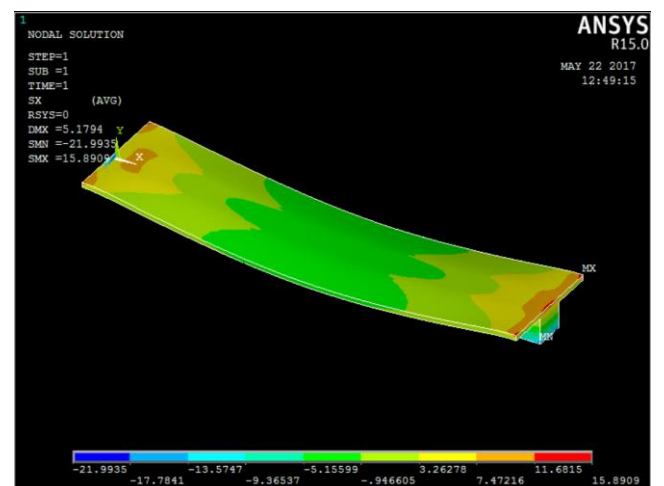 1
NODAL SOLUTION
STEP=1
SUB =1
TIME=1
SX (AVG)
RSYS=0
DMX =5.1794
SMN =-21.9935
SMX =15.8909
ANSYS
R15.0
MAY 22 2017
12:49:15
Y
X
MX
MN
-21.9935 -13.5747 -5.15599 3.26278 11.6815
-17.7841 -9.36537 -.946605 7.47216 15.8909